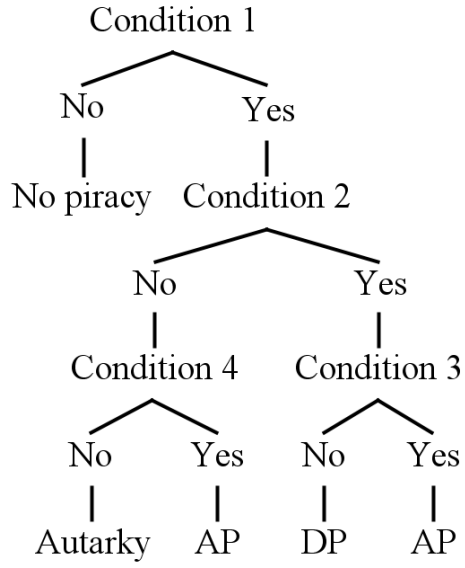 Condition 1
No Yes
No piracy Condition 2
No Yes
Condition 4 Condition 3
No Yes No Yes
Autarky AP DP AP